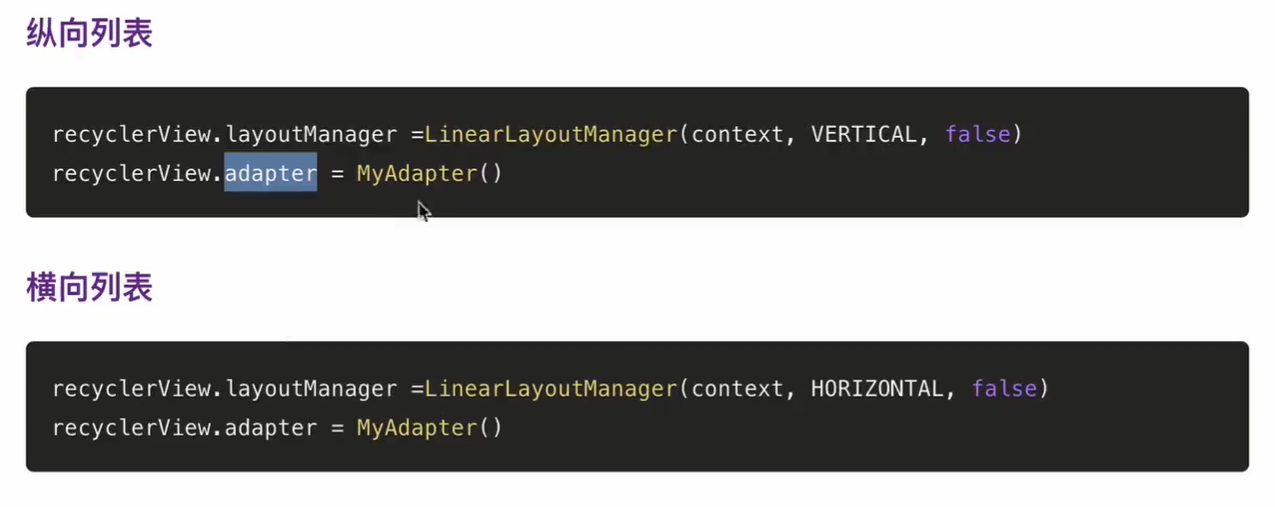 纵向列表
recyclerView.layoutManager =LinearLayoutManager(context, VERTICAL, false)
recyclerView.adapter = MyAdapter()
横向列表
recyclerView.layoutManager =LinearLayoutManager(context, HORIZONTAL, false)
recyclerView.adapter = MyAdapter()